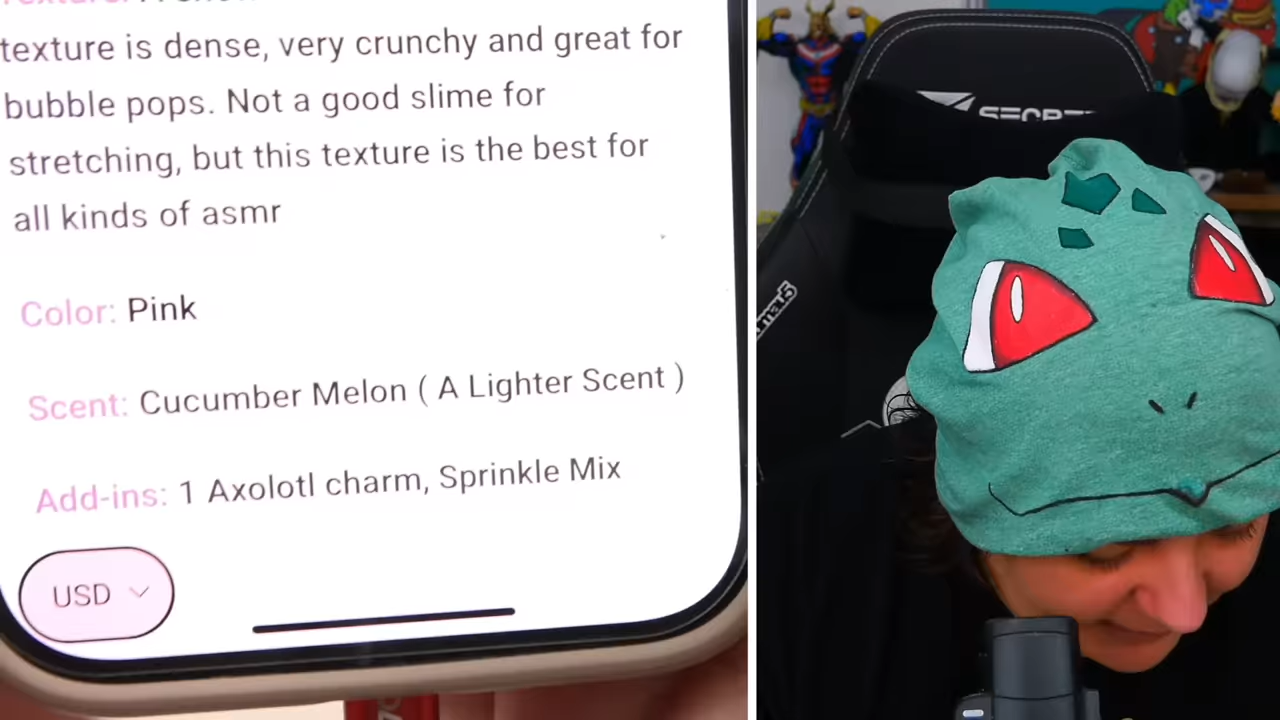 texture is dense, very crunchy and great for
bubble pops. Not a good slime for
stretching, but this texture is the best for
all kinds of asmr
Color: Pink
Scent: Cucumber Melon ( A Lighter Scent )
Add-ins: 1 Axolotl charm, Sprinkle Mix
USD